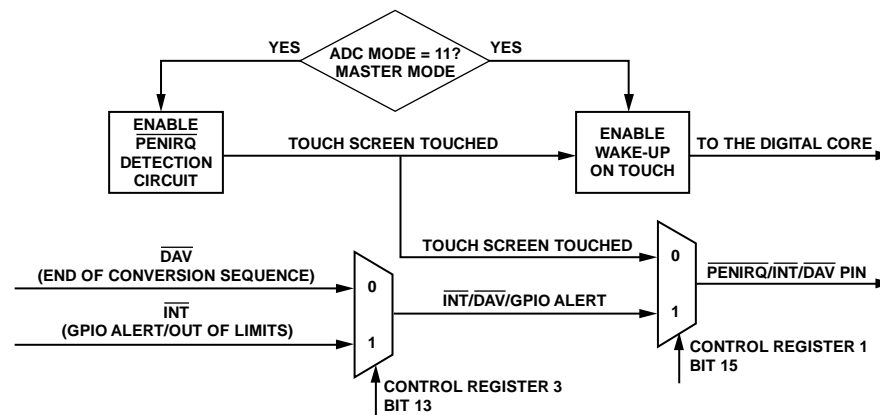 YES
ADC MODE = 11?
MASTER MODE
YES
ENABLE
PENIRQ
DETECTION
CIRCUIT
TOUCH SCREEN TOUCHED
ENABLE
WAKE-UP
ON TOUCH
TO THE DIGITAL CORE
TOUCH SCREEN TOUCHED
0
1
PENIRQ/INT/DAV PIN
DAV
(END OF CONVERSION SEQUENCE)
INT
(GPIO ALERT/OUT OF LIMITS)
0
1
INT/DAV/GPIO ALERT
CONTROL REGISTER 1
BIT 15
CONTROL REGISTER 3
BIT 13